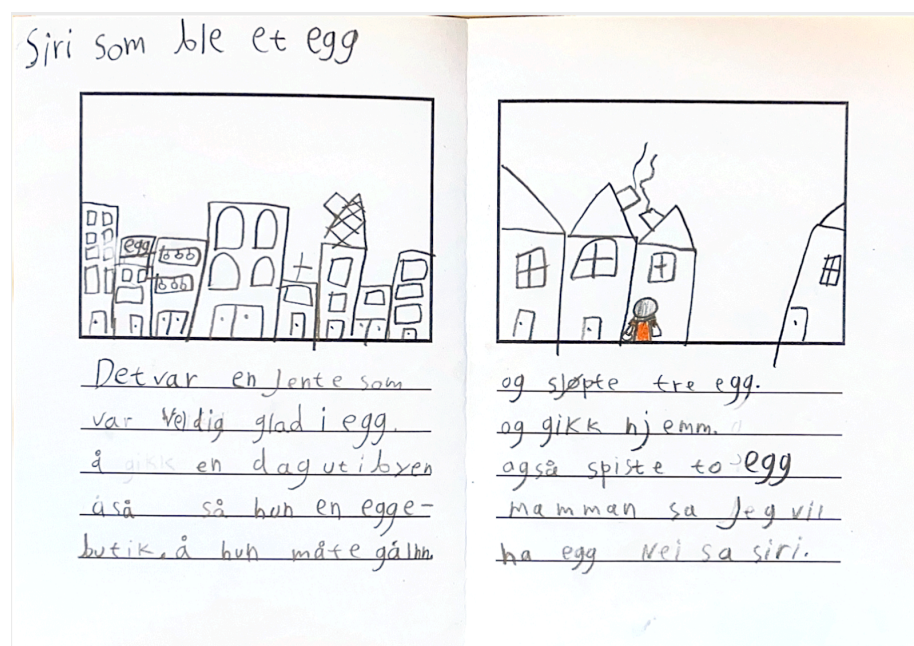 Siri som ble et egg
egg
Det var en Jente som
var Veldig glad i egg.
å gikk en dag ut i byen
åså så hun en egge-
butik. å hun måte gå Inn.
og sjøpte tre egg.
og gikk hjemm.
også spiste to egg
mamman sa Jeg vil
ha egg Nei sa siri.